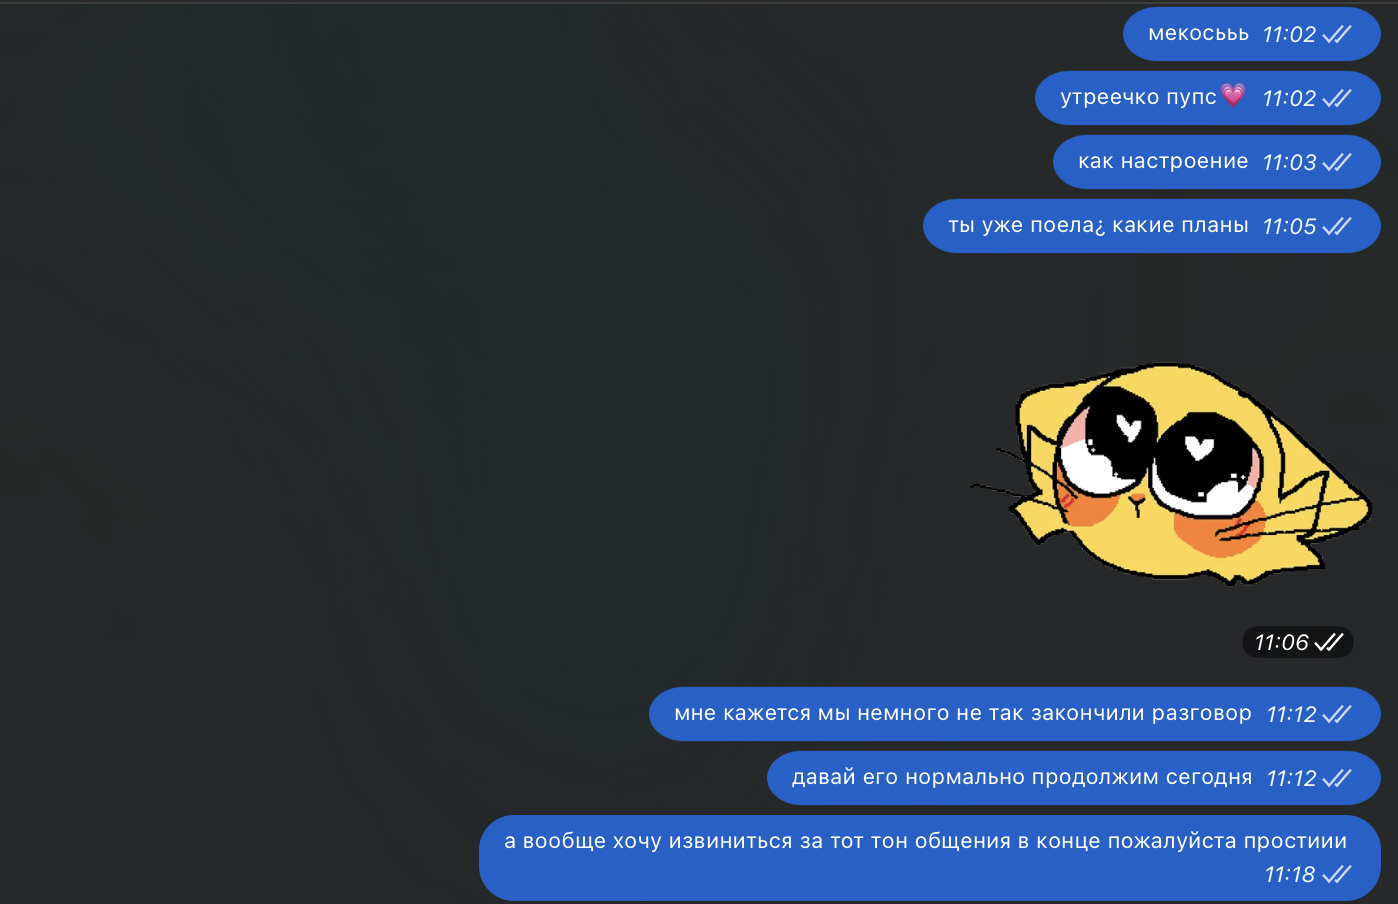 мекосььь 11:02
утреечко пупс💗 11:02
как настроение 11:03
ты уже поела¿ какие планы 11:05
11:06
мне кажется мы немного не так закончили разговор 11:12
давай его нормально продолжим сегодня 11:12
а вообще хочу извиниться за тот тон общения в конце пожалуйста простиии
11:18